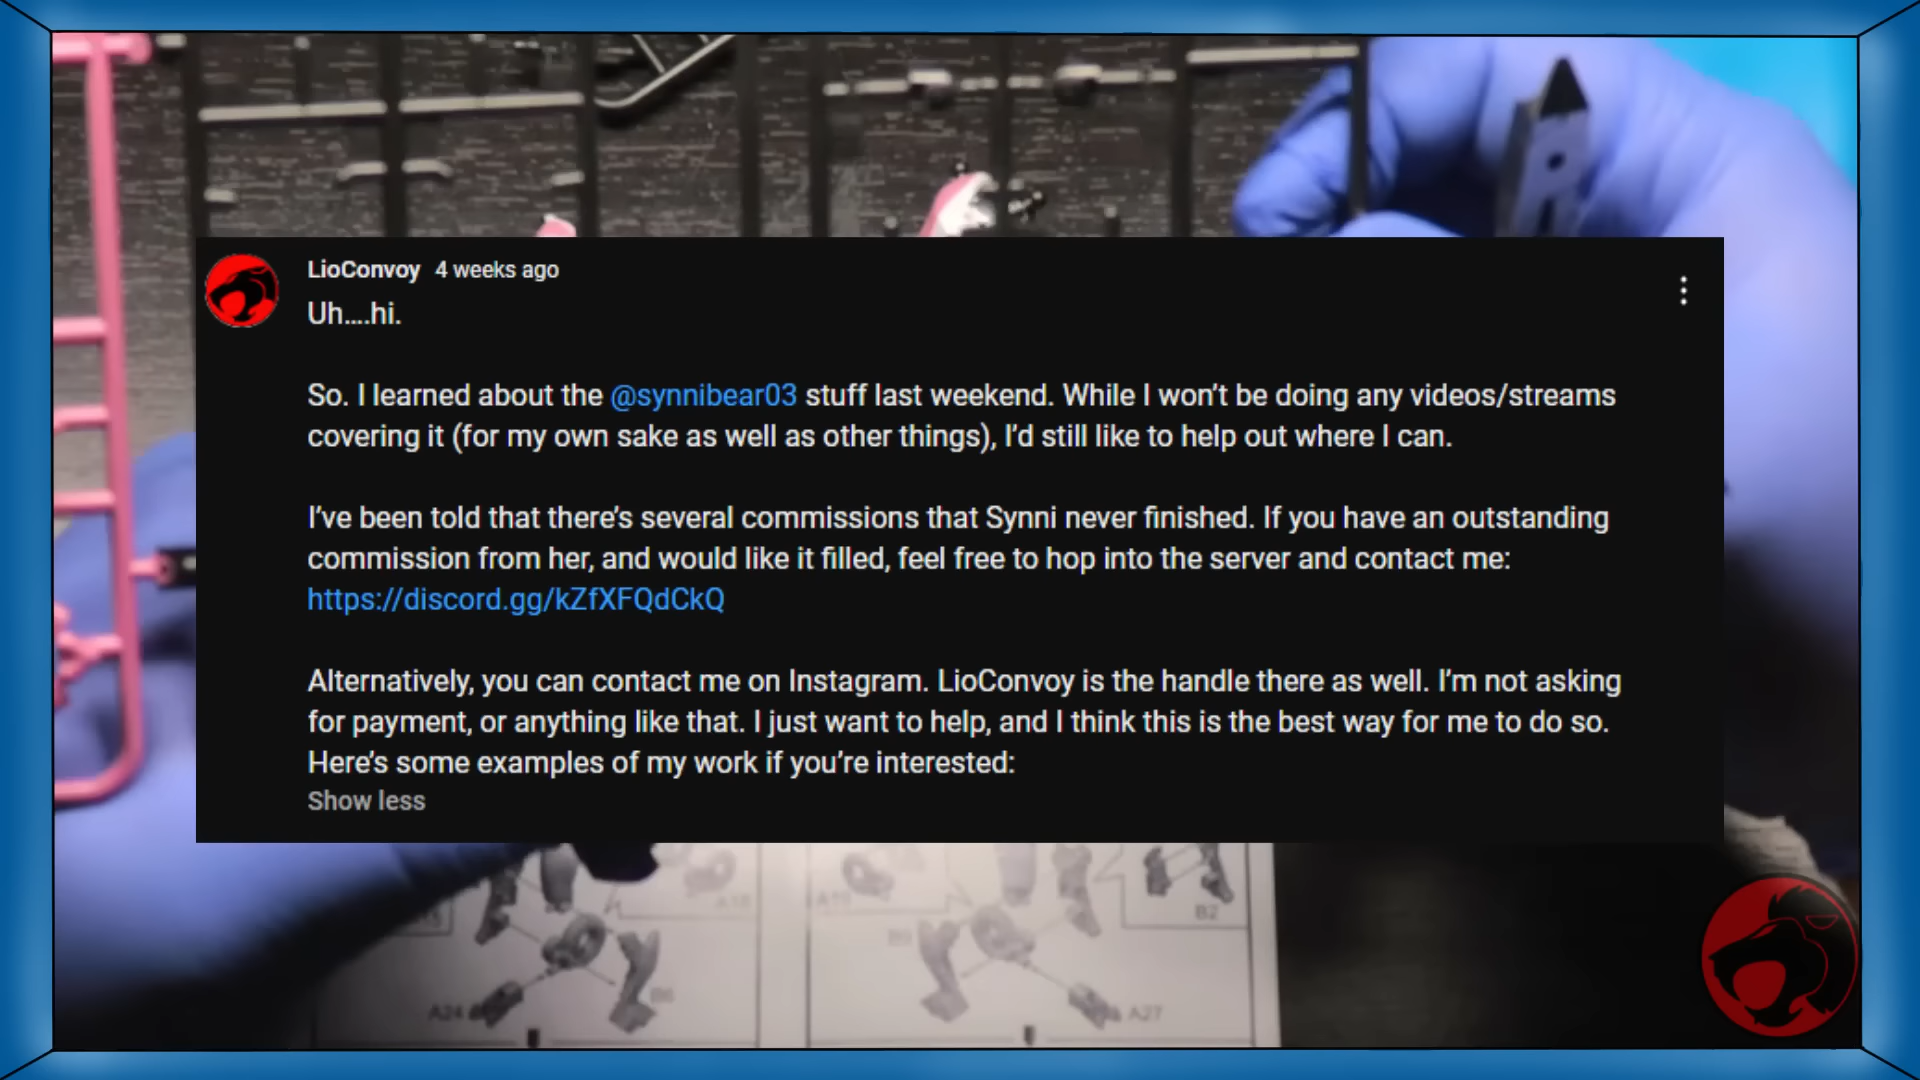 LioConvoy 4 weeks ago
Uh....hi.
So. I learned about the @synnibear03 stuff last weekend. While I won't be doing any videos/streams
covering it (for my own sake as well as other things), I'd still like to help out where I can.
I've been told that there's several commissions that Synni never finished. If you have an outstanding
commission from her, and would like it filled, feel free to hop into the server and contact me:
https://discord.gg/kZfXFQdCkQ
Alternatively, you can contact me on Instagram. LioConvoy is the handle there as well. I'm not asking
for payment, or anything like that. I just want to help, and I think this is the best way for me to do so.
Here's some examples of my work if you're interested:
Show less
B2
A24
A27